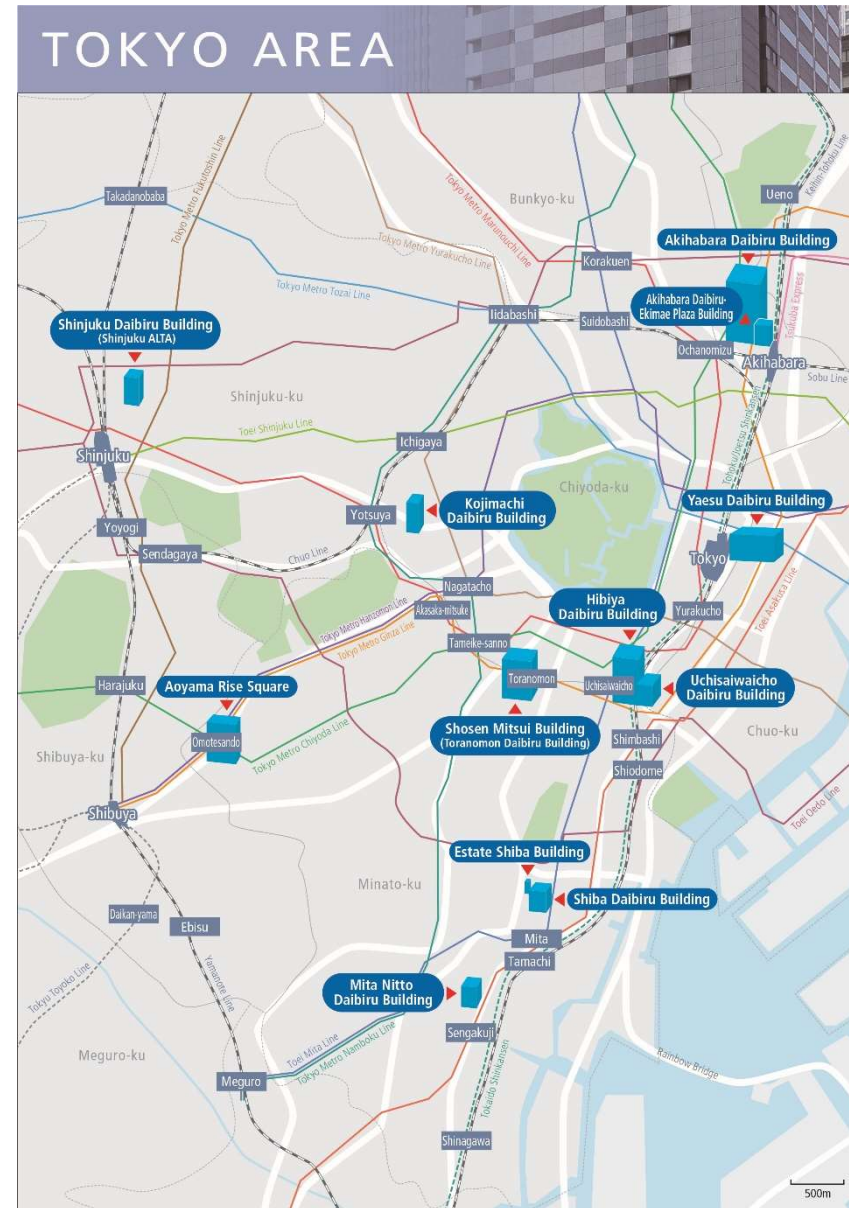 TOKYO AREA
Takadanobaba
Tokyo Metro Fukutoshin Line
Tokyo Metro Marunouchi Line
Bunkyo-ku
Keihin-Tohoku Line
Ueno
Akihabara Daibiru Building
Tokyo Metro Yurakucho Line
Korakuen
Tokyo Metro Tozai Line
Akihabara Daibiru-
Ekimae Plaza Building
Tsukuba Express
Iidabashi
Suidobashi
Shinjuku Daibiru Building
(Shinjuku ALTA)
Ochanomizu
Akihabara
Sobu Line
Shinjuku-ku
Toei Shinjuku Line
Ichigaya
Tohoku/Joetsu Shinkansen
Shinjuku
Chiyoda-ku
Kojimachi
Daibiru Building
Yaesu Daibiru Building
Yotsuya
Yoyogi
Sendagaya
Chuo Line
Tokyo
Nagatacho
Hibiya
Daibiru Building
Tokyo Metro Hanzomon Line
Akasaka-mitsuke
Yurakucho
Toei Asakuta Line
Tokyo Metro Ginza Line
Tameike-sanno
Harajuku
Aoyama Rise Square
Toranomon
Uchisaiwaicho
Uchisaiwaicho
Daibiru Building
Omotesando
Tokyo Metro Chiyoda Line
Shosen Mitsui Building
(Toranomon Daibiru Building)
Shimbashi
Chuo-ku
Shibuya-ku
Shiodome
Shibuya
Toei Oedo Line
Estate Shiba Building
Minato-ku
Shiba Daibiru Building
Daikan-yama
Ebisu
Mita
Tamachi
Tokyu Toyoko Line
Yamanote Line
Mita Nitto
Daibiru Building
Sengakuji
Toei Mita Line
Tokyo Metro Namboku Line
Meguro-ku
Meguro
Tokaido Shinkansen
Rainbow Bridge
Shinagawa
500m